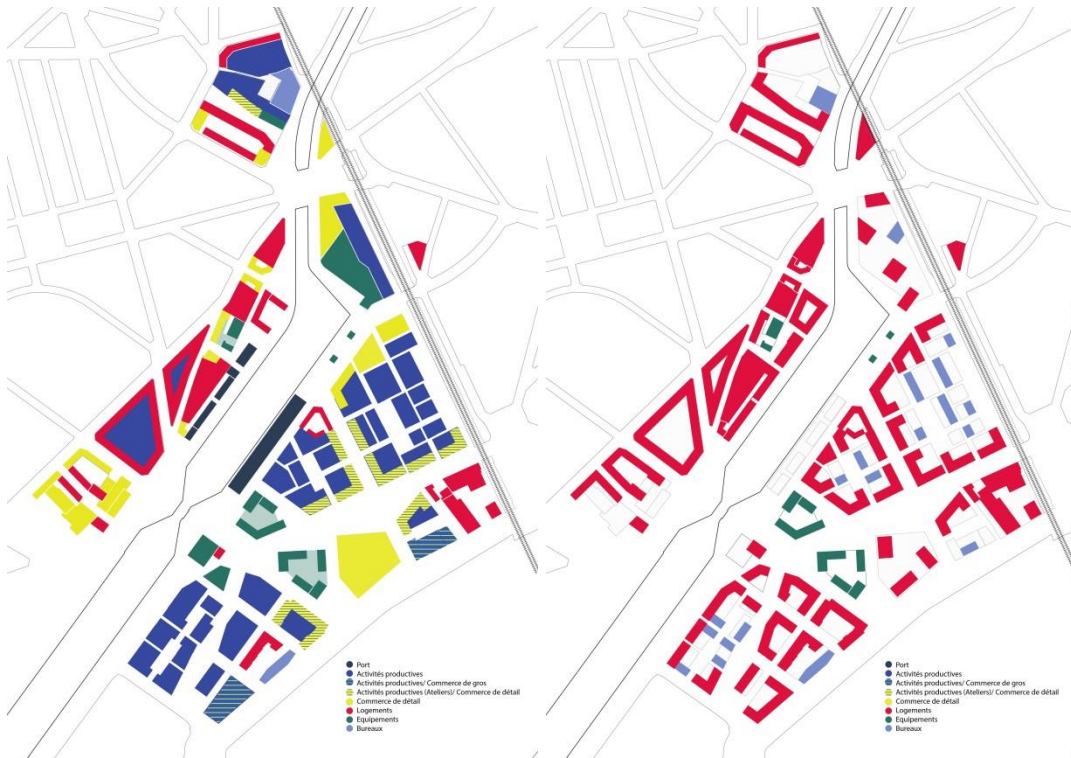 Port
Activités productives
Activités productives/ Commerce de gros
Activités productives (Ateliers)/ Commerce de détail
Commerce de détail
Logements
Equipements
Bureaux
Port
Activités productives
Activités productives/ Commerce de gros
Activités productives (Ateliers)/ Commerce de détail
Commerce de détail
Logements
Equipements
Bureaux